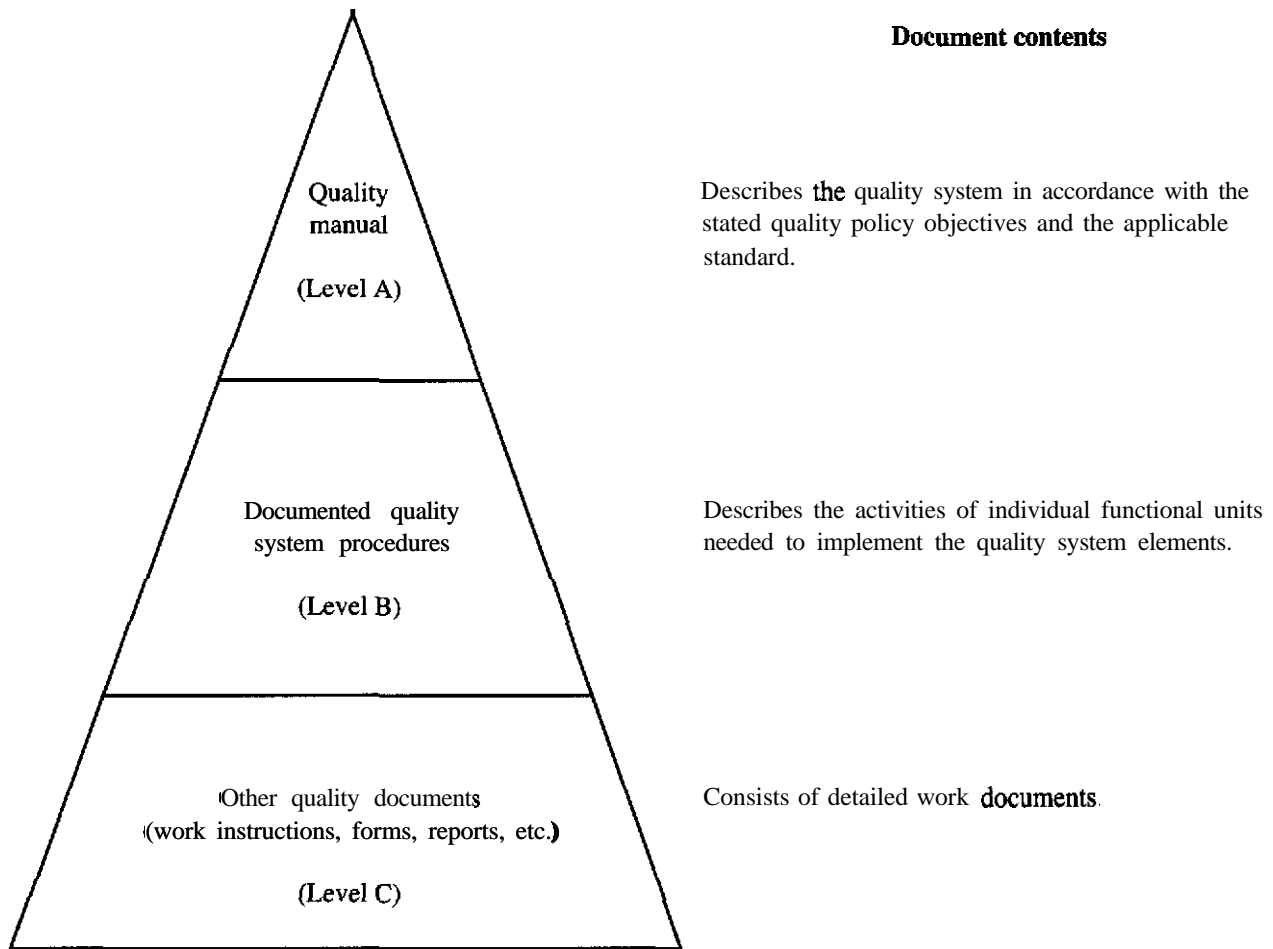 Document contents
Quality
manual
(Level A)
Describes the quality system in accordance with the
stated quality policy objectives and the applicable
standard.
Documented quality
system procedures
(Level B)
Describes the activities of individual functional units
needed to implement the quality system elements.
Other quality documents
(work instructions, forms, reports, etc.)
(Level C)
Consists of detailed work documents.